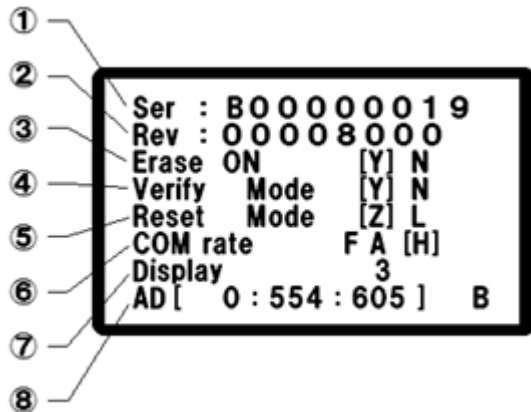 ① Ser : B00000019
② Rev : 00008000
③ Erase ON [Y] N
④ Verify Mode [Y] N
⑤ Reset Mode [Z] L
⑥ COM rate F A [H]
⑦ Display 3
⑧ AD [ 0 : 554 : 605 ] B